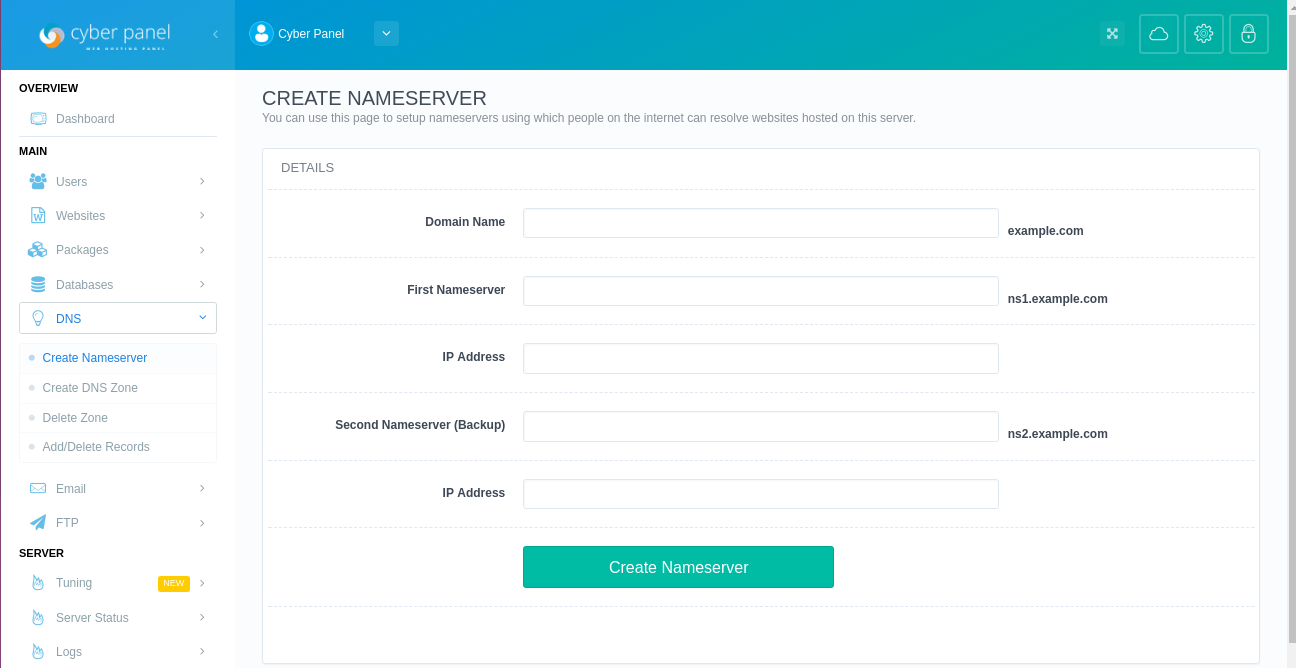 cyber panel
WEB HOSTING PANEL
Cyber Panel
OVERVIEW
Dashboard
MAIN
Users
Websites
Packages
Databases
DNS
Create Nameserver
Create DNS Zone
Delete Zone
Add/Delete Records
Email
FTP
SERVER
Tuning NEW
Server Status
Logs
CREATE NAMESERVER
You can use this page to setup nameservers using which people on the internet can resolve websites hosted on this server.
DETAILS
Domain Name example.com
First Nameserver ns1.example.com
IP Address
Second Nameserver (Backup) ns2.example.com
IP Address
Create Nameserver